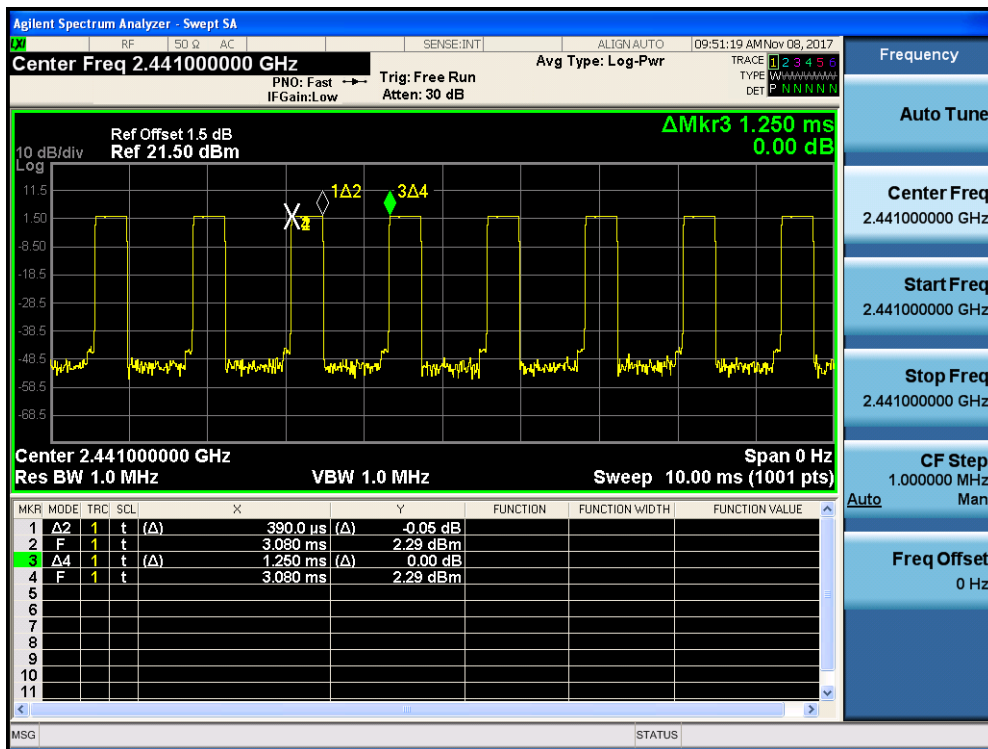 Agilent Spectrum Analyzer - Swept SA
LXI RF 50 Ω AC SENSE:INT ALIGN AUTO 09:51:19 AM Nov 08, 2017
Center Freq 2.441000000 GHz
PNO: Fast
IFGain:Low
Trig: Free Run
Atten: 30 dB
Avg Type: Log-Pwr
TRACE 1 2 3 4 5 6
TYPE WWWWWW
DET P N N N N N
ΔMkr3 1.250 ms
0.00 dB
Ref Offset 1.5 dB
10 dB/div Ref 21.50 dBm
Log
11.5
1.50
-8.50
-18.5
-28.5
-38.5
-48.5
-58.5
-68.5
1Δ2
3Δ4
Center 2.441000000 GHz Span 0 Hz
Res BW 1.0 MHz VBW 1.0 MHz Sweep 10.00 ms (1001 pts)
MKR MODE TRC SCL X Y FUNCTION FUNCTION WIDTH FUNCTION VALUE
1 Δ2 1 t (Δ) 390.0 µs (Δ) -0.05 dB
2 F 1 t 3.080 ms 2.29 dBm
3 Δ4 1 t (Δ) 1.250 ms (Δ) 0.00 dB
4 F 1 t 3.080 ms 2.29 dBm
5
6
7
8
9
10
11
MSG STATUS
Frequency
Auto Tune
Center Freq
2.441000000 GHz
Start Freq
2.441000000 GHz
Stop Freq
2.441000000 GHz
CF Step
1.000000 MHz
Auto Man
Freq Offset
0 Hz